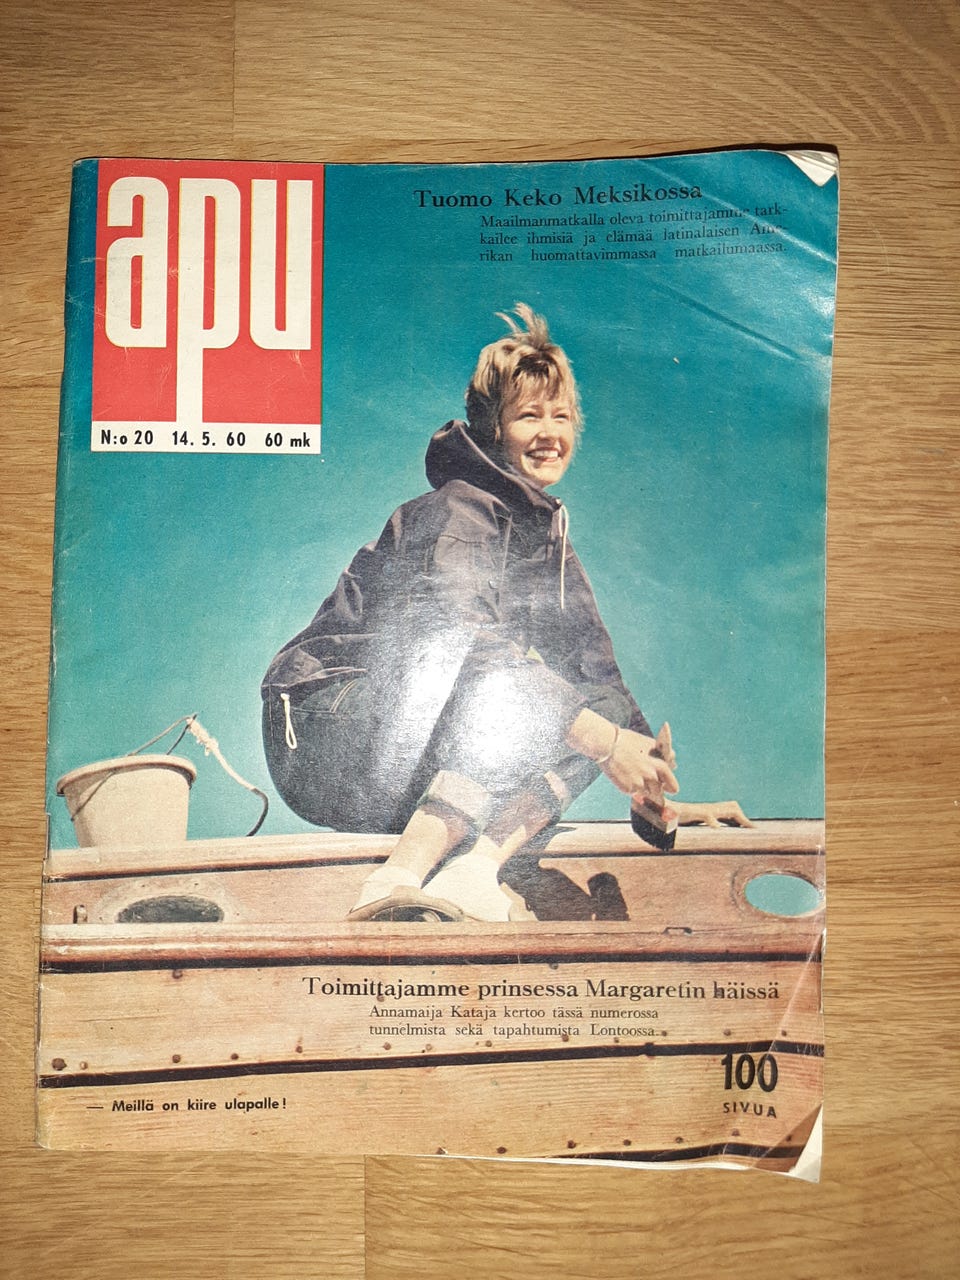 apu
N:o 20 14. 5. 60 60 mk
Tuomo Keko Meksikossa
Maailmanmatkalla oleva toimittajamme tark-
kailee ihmisiä ja elämää latinalaisen Ame-
rikan huomattavimmassa matkailumaassa.
Toimittajamme prinsessa Margaretin häissä
Annamaija Kataja kertoo tässä numerossa
tunnelmista sekä tapahtumista Lontoossa.
100
SIVUA
— Meillä on kiire ulapalle!